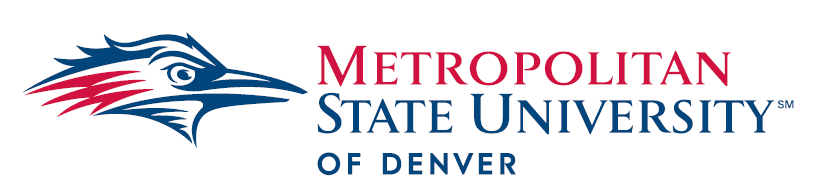 METROPOLITAN
STATE UNIVERSITY℠
OF DENVER